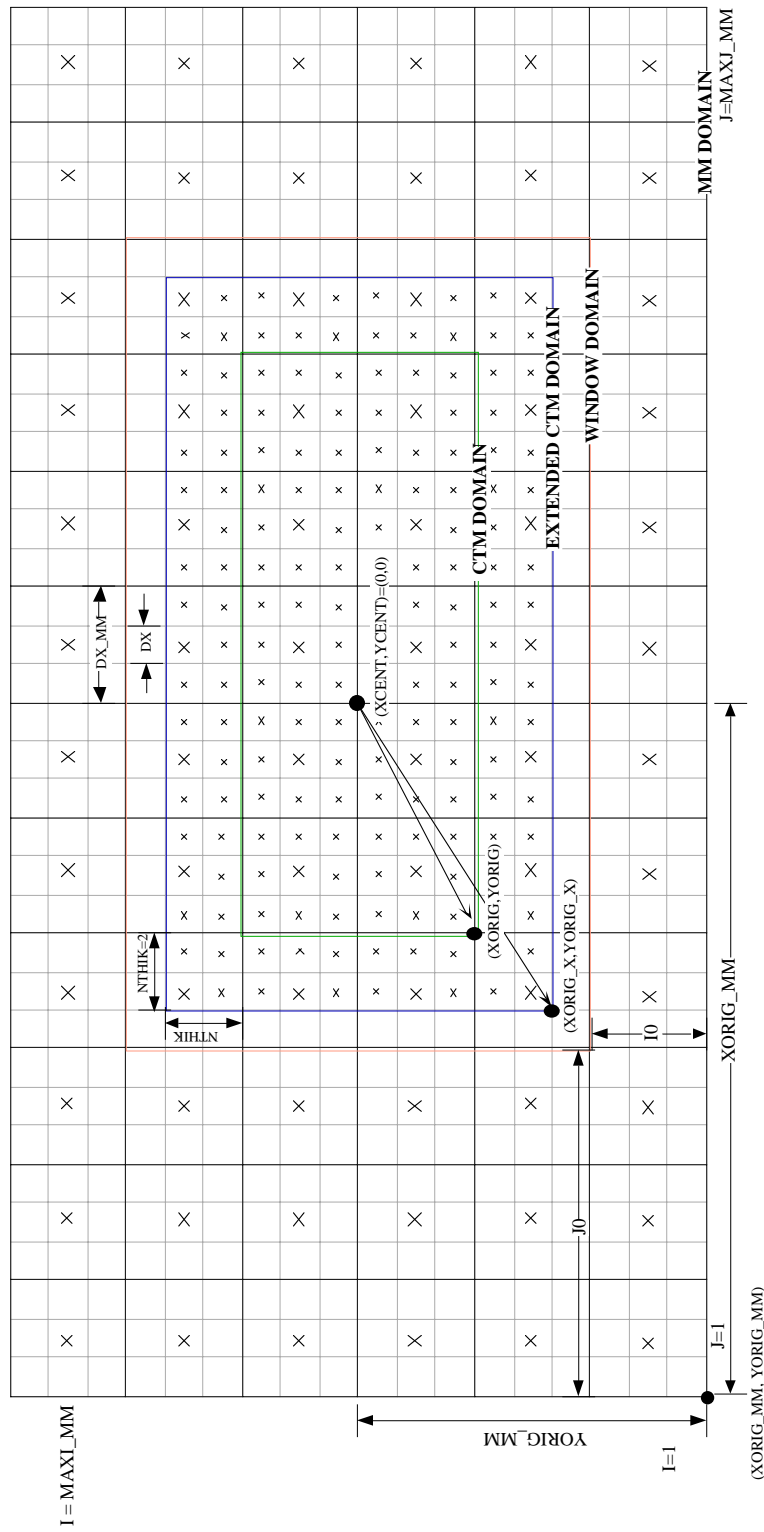 I = MAXI_MM
MM DOMAIN
J=MAXJ_MM
WINDOW DOMAIN
EXTENDED CTM DOMAIN
CTM DOMAIN
DX_MM
DX
(XCENT,YCENT)=(0,0)
NTHIK=2
NTHIK
(XORIG,YORIG)
(XORIG_X,YORIG_X)
I0
J0
XORIG_MM
YORIG_MM
J=1
I=1
(XORIG_MM, YORIG_MM)